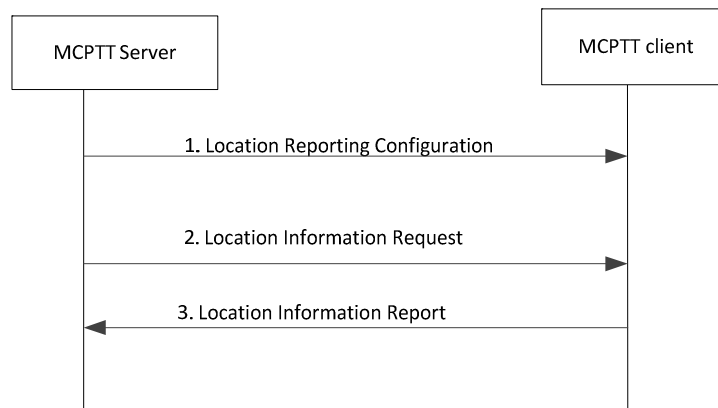 MCPTT Server
MCPTT client
1. Location Reporting Configuration
2. Location Information Request
3. Location Information Report